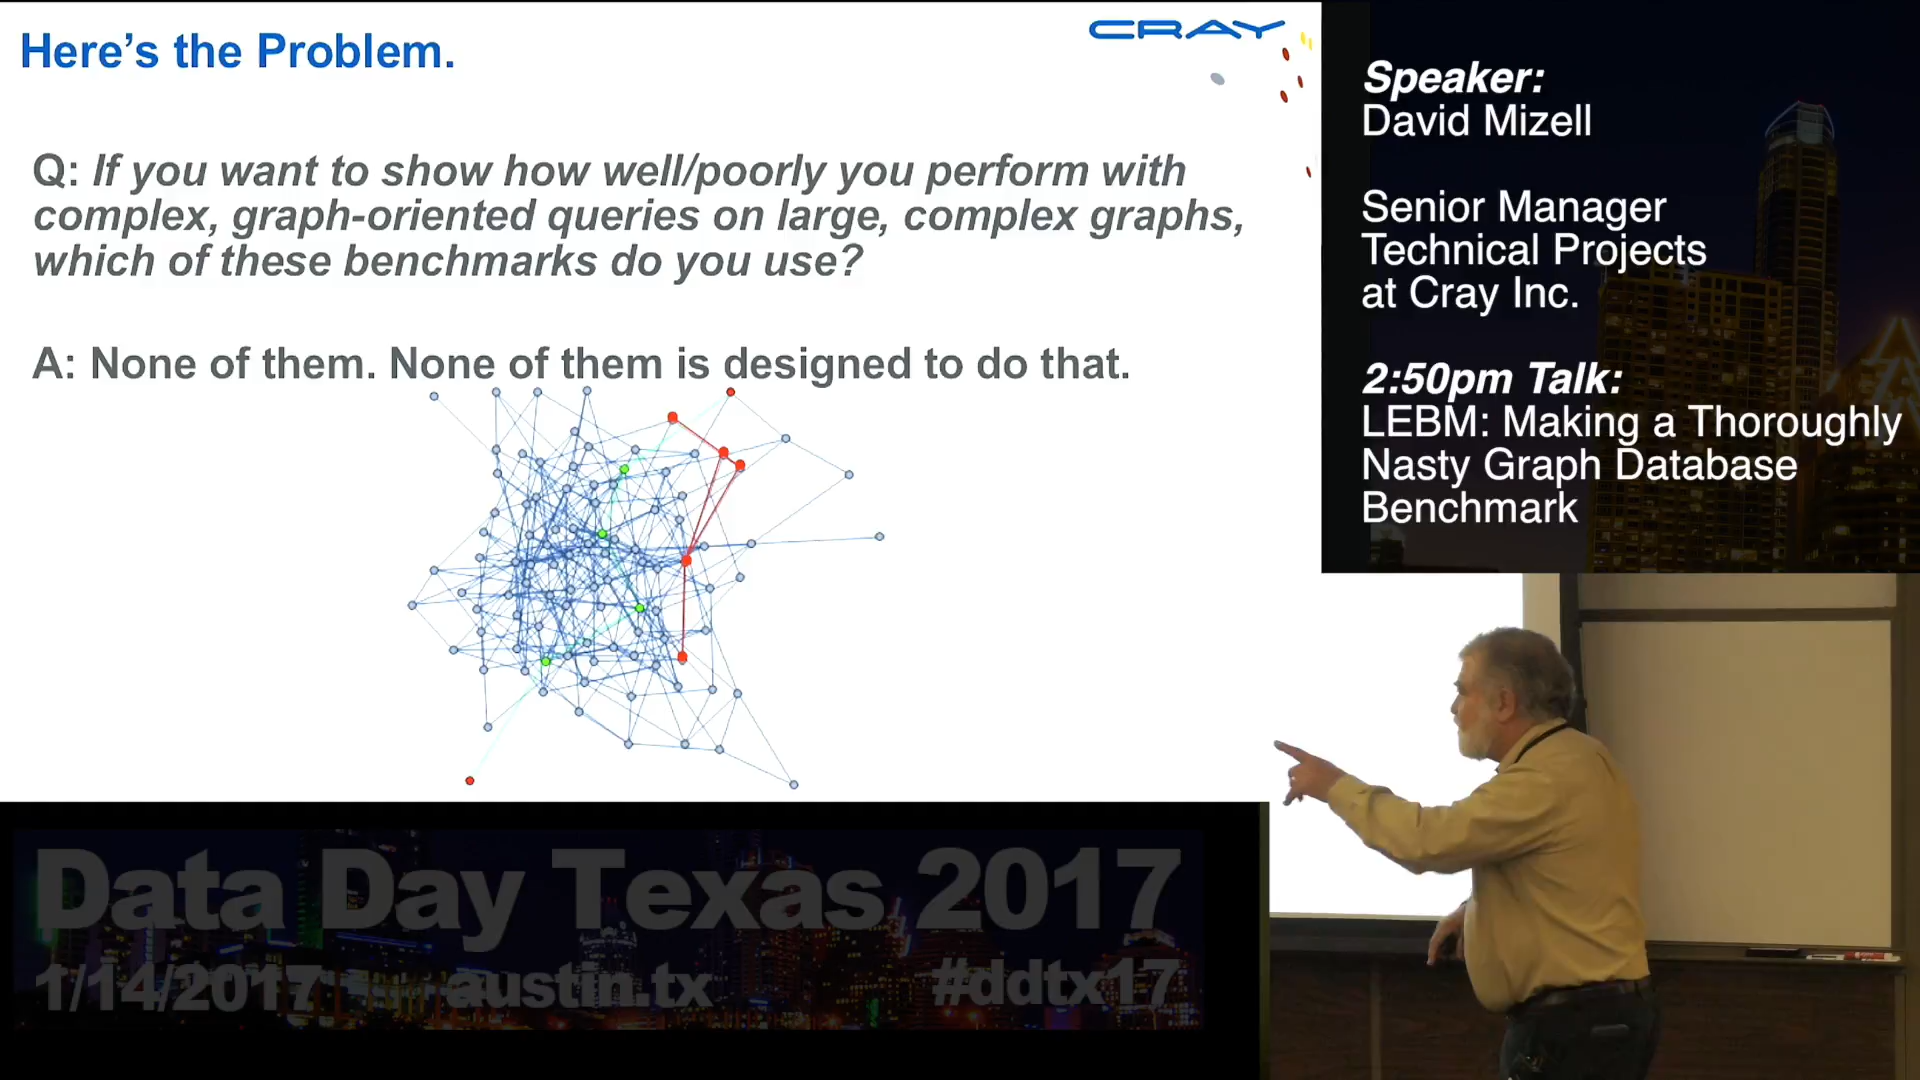 CRAY
Here's the Problem.
Q: If you want to show how well/poorly you perform with
complex, graph-oriented queries on large, complex graphs,
which of these benchmarks do you use?
A: None of them. None of them is designed to do that.
Speaker:
David Mizell
Senior Manager
Technical Projects
at Cray Inc.
2:50pm Talk:
LEBM: Making a Thoroughly
Nasty Graph Database
Benchmark
Data Day Texas 2017
1/14/2017 austin.tx #ddtx17